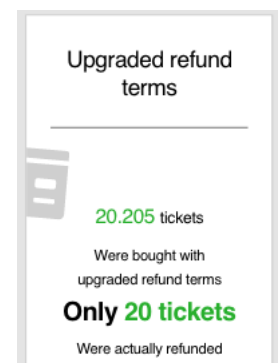 Upgraded refund
terms
20.205 tickets
Were bought with
upgraded refund terms
Only 20 tickets
Were actually refunded